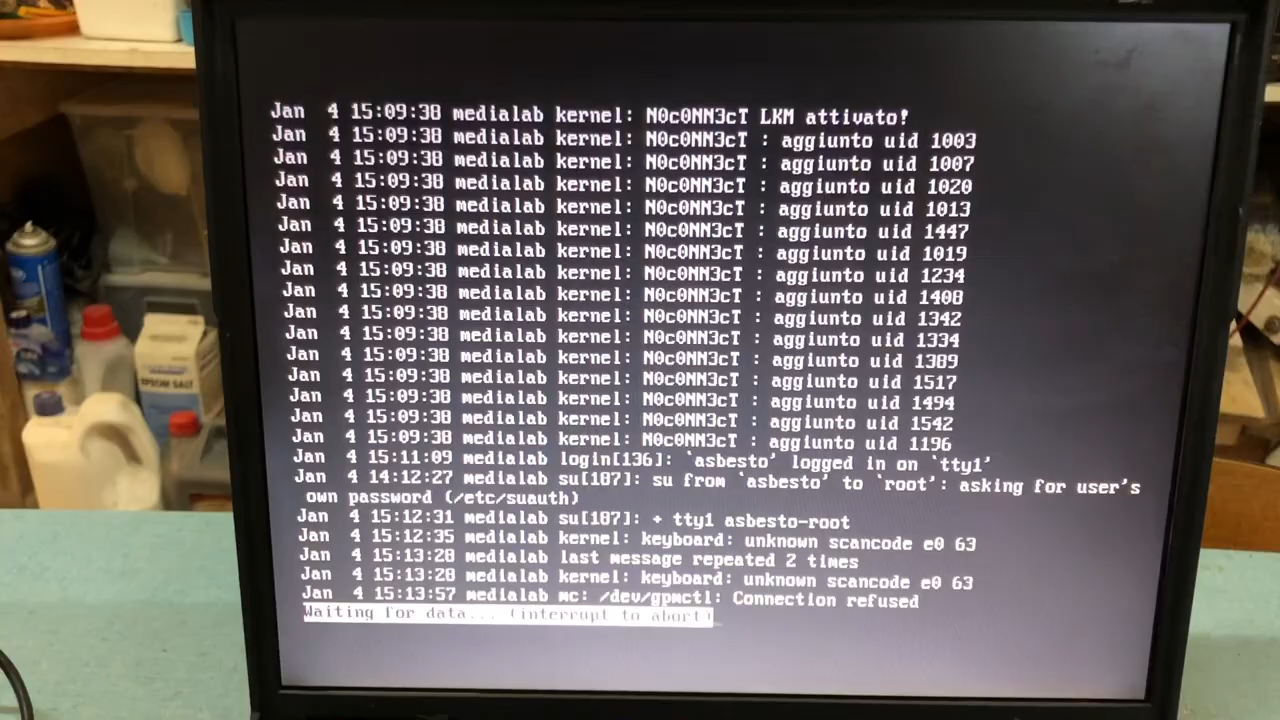 Jan  4 15:09:38 medialab kernel: N0c0NN3cT LKM attivato!
Jan  4 15:09:38 medialab kernel: N0c0NN3cT : aggiunto uid 1003
Jan  4 15:09:38 medialab kernel: N0c0NN3cT : aggiunto uid 1007
Jan  4 15:09:38 medialab kernel: N0c0NN3cT : aggiunto uid 1020
Jan  4 15:09:38 medialab kernel: N0c0NN3cT : aggiunto uid 1013
Jan  4 15:09:38 medialab kernel: N0c0NN3cT : aggiunto uid 1447
Jan  4 15:09:38 medialab kernel: N0c0NN3cT : aggiunto uid 1019
Jan  4 15:09:38 medialab kernel: N0c0NN3cT : aggiunto uid 1234
Jan  4 15:09:38 medialab kernel: N0c0NN3cT : aggiunto uid 1408
Jan  4 15:09:38 medialab kernel: N0c0NN3cT : aggiunto uid 1342
Jan  4 15:09:38 medialab kernel: N0c0NN3cT : aggiunto uid 1334
Jan  4 15:09:38 medialab kernel: N0c0NN3cT : aggiunto uid 1389
Jan  4 15:09:38 medialab kernel: N0c0NN3cT : aggiunto uid 1517
Jan  4 15:09:38 medialab kernel: N0c0NN3cT : aggiunto uid 1494
Jan  4 15:09:38 medialab kernel: N0c0NN3cT : aggiunto uid 1542
Jan  4 15:09:38 medialab kernel: N0c0NN3cT : aggiunto uid 1196
Jan  4 15:11:09 medialab login[136]: `asbesto' logged in on `tty1'
Jan  4 14:12:27 medialab su[187]: su from `asbesto' to `root': asking for user's
own password (/etc/suauth)
Jan  4 15:12:31 medialab su[187]: + tty1 asbesto-root
Jan  4 15:12:35 medialab kernel: keyboard: unknown scancode e0 63
Jan  4 15:13:28 medialab last message repeated 2 times
Jan  4 15:13:28 medialab kernel: keyboard: unknown scancode e0 63
Jan  4 15:13:57 medialab mc: /dev/gpmctl: Connection refused
Waiting for data... (interrupt to abort)
EPSOM SALT